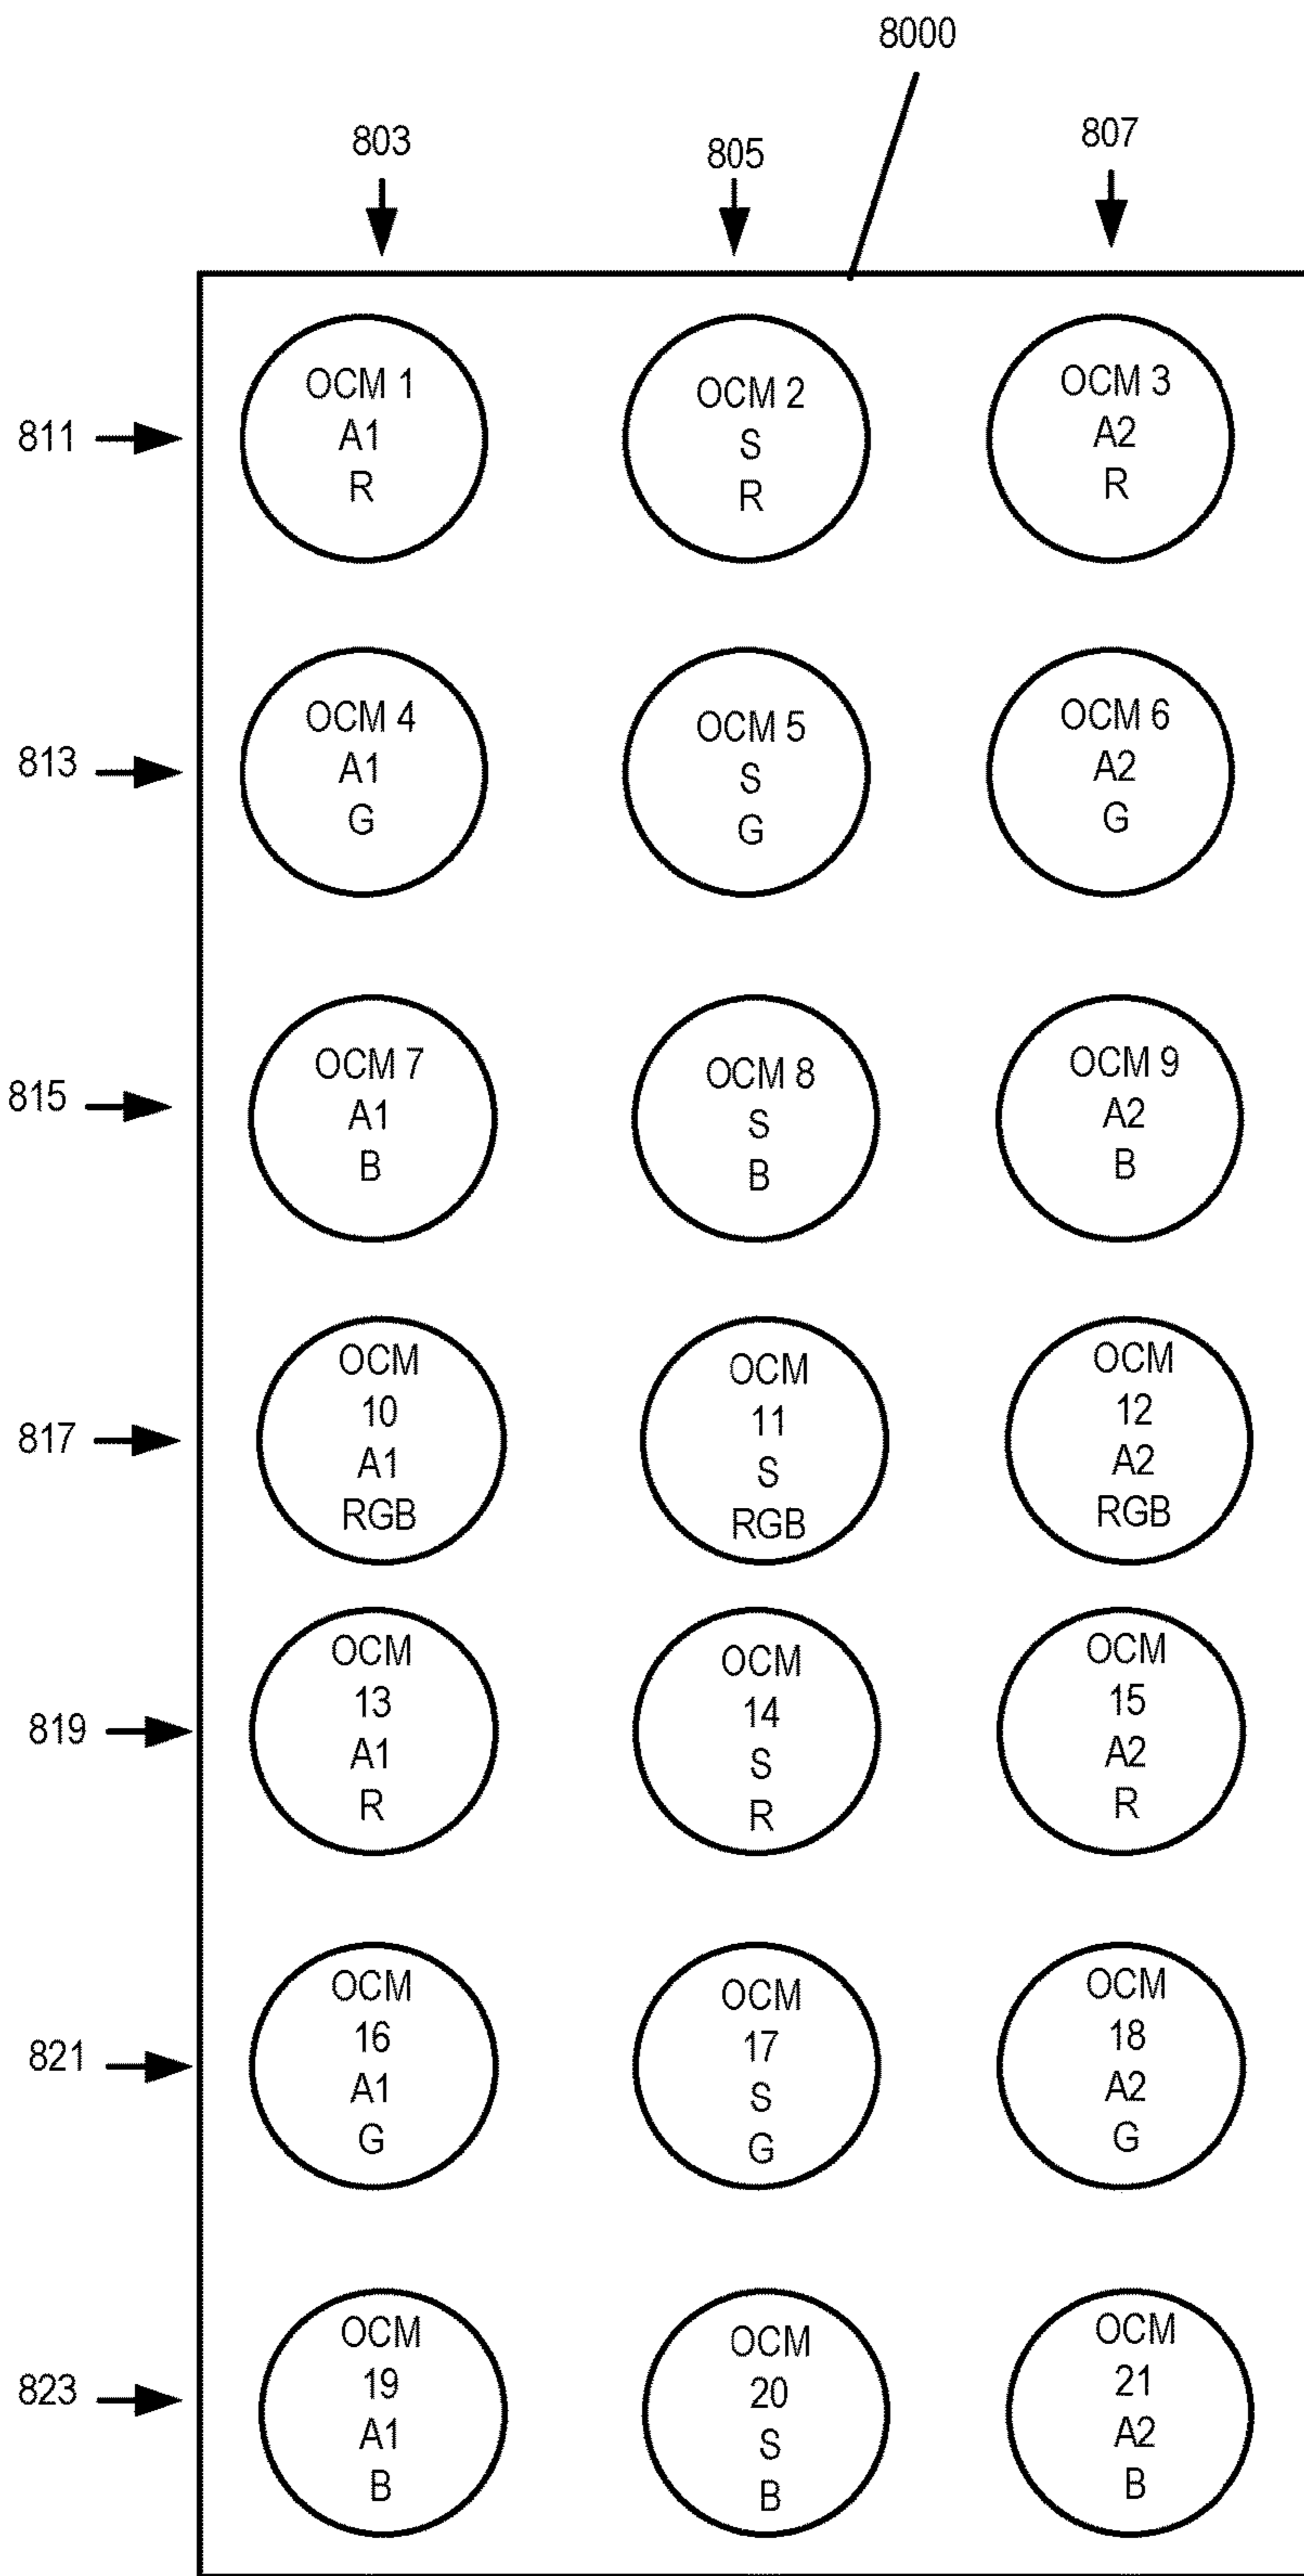 8000
803
805
807
811
OCM 1
A1
R
OCM 2
S
R
OCM 3
A2
R
813
OCM 4
A1
G
OCM 5
S
G
OCM 6
A2
G
815
OCM 7
A1
B
OCM 8
S
B
OCM 9
A2
B
817
OCM
10
A1
RGB
OCM
11
S
RGB
OCM
12
A2
RGB
819
OCM
13
A1
R
OCM
14
S
R
OCM
15
A2
R
821
OCM
16
A1
G
OCM
17
S
G
OCM
18
A2
G
823
OCM
19
A1
B
OCM
20
S
B
OCM
21
A2
B